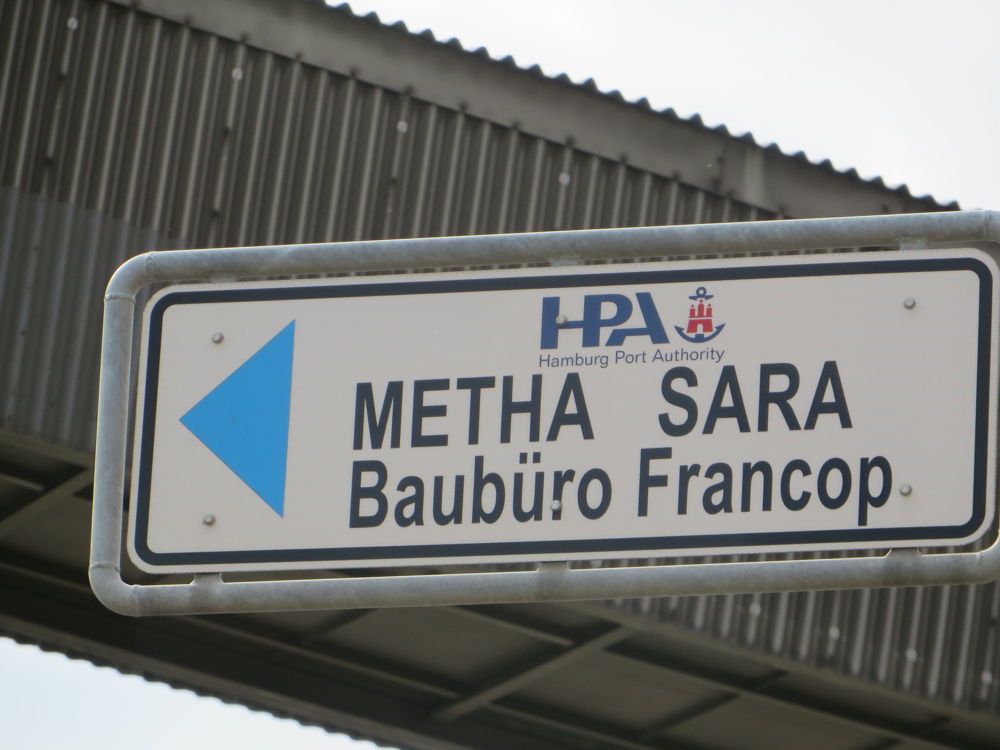 HPA
Hamburg Port Authority
METHA SARA
Baubüro Francop